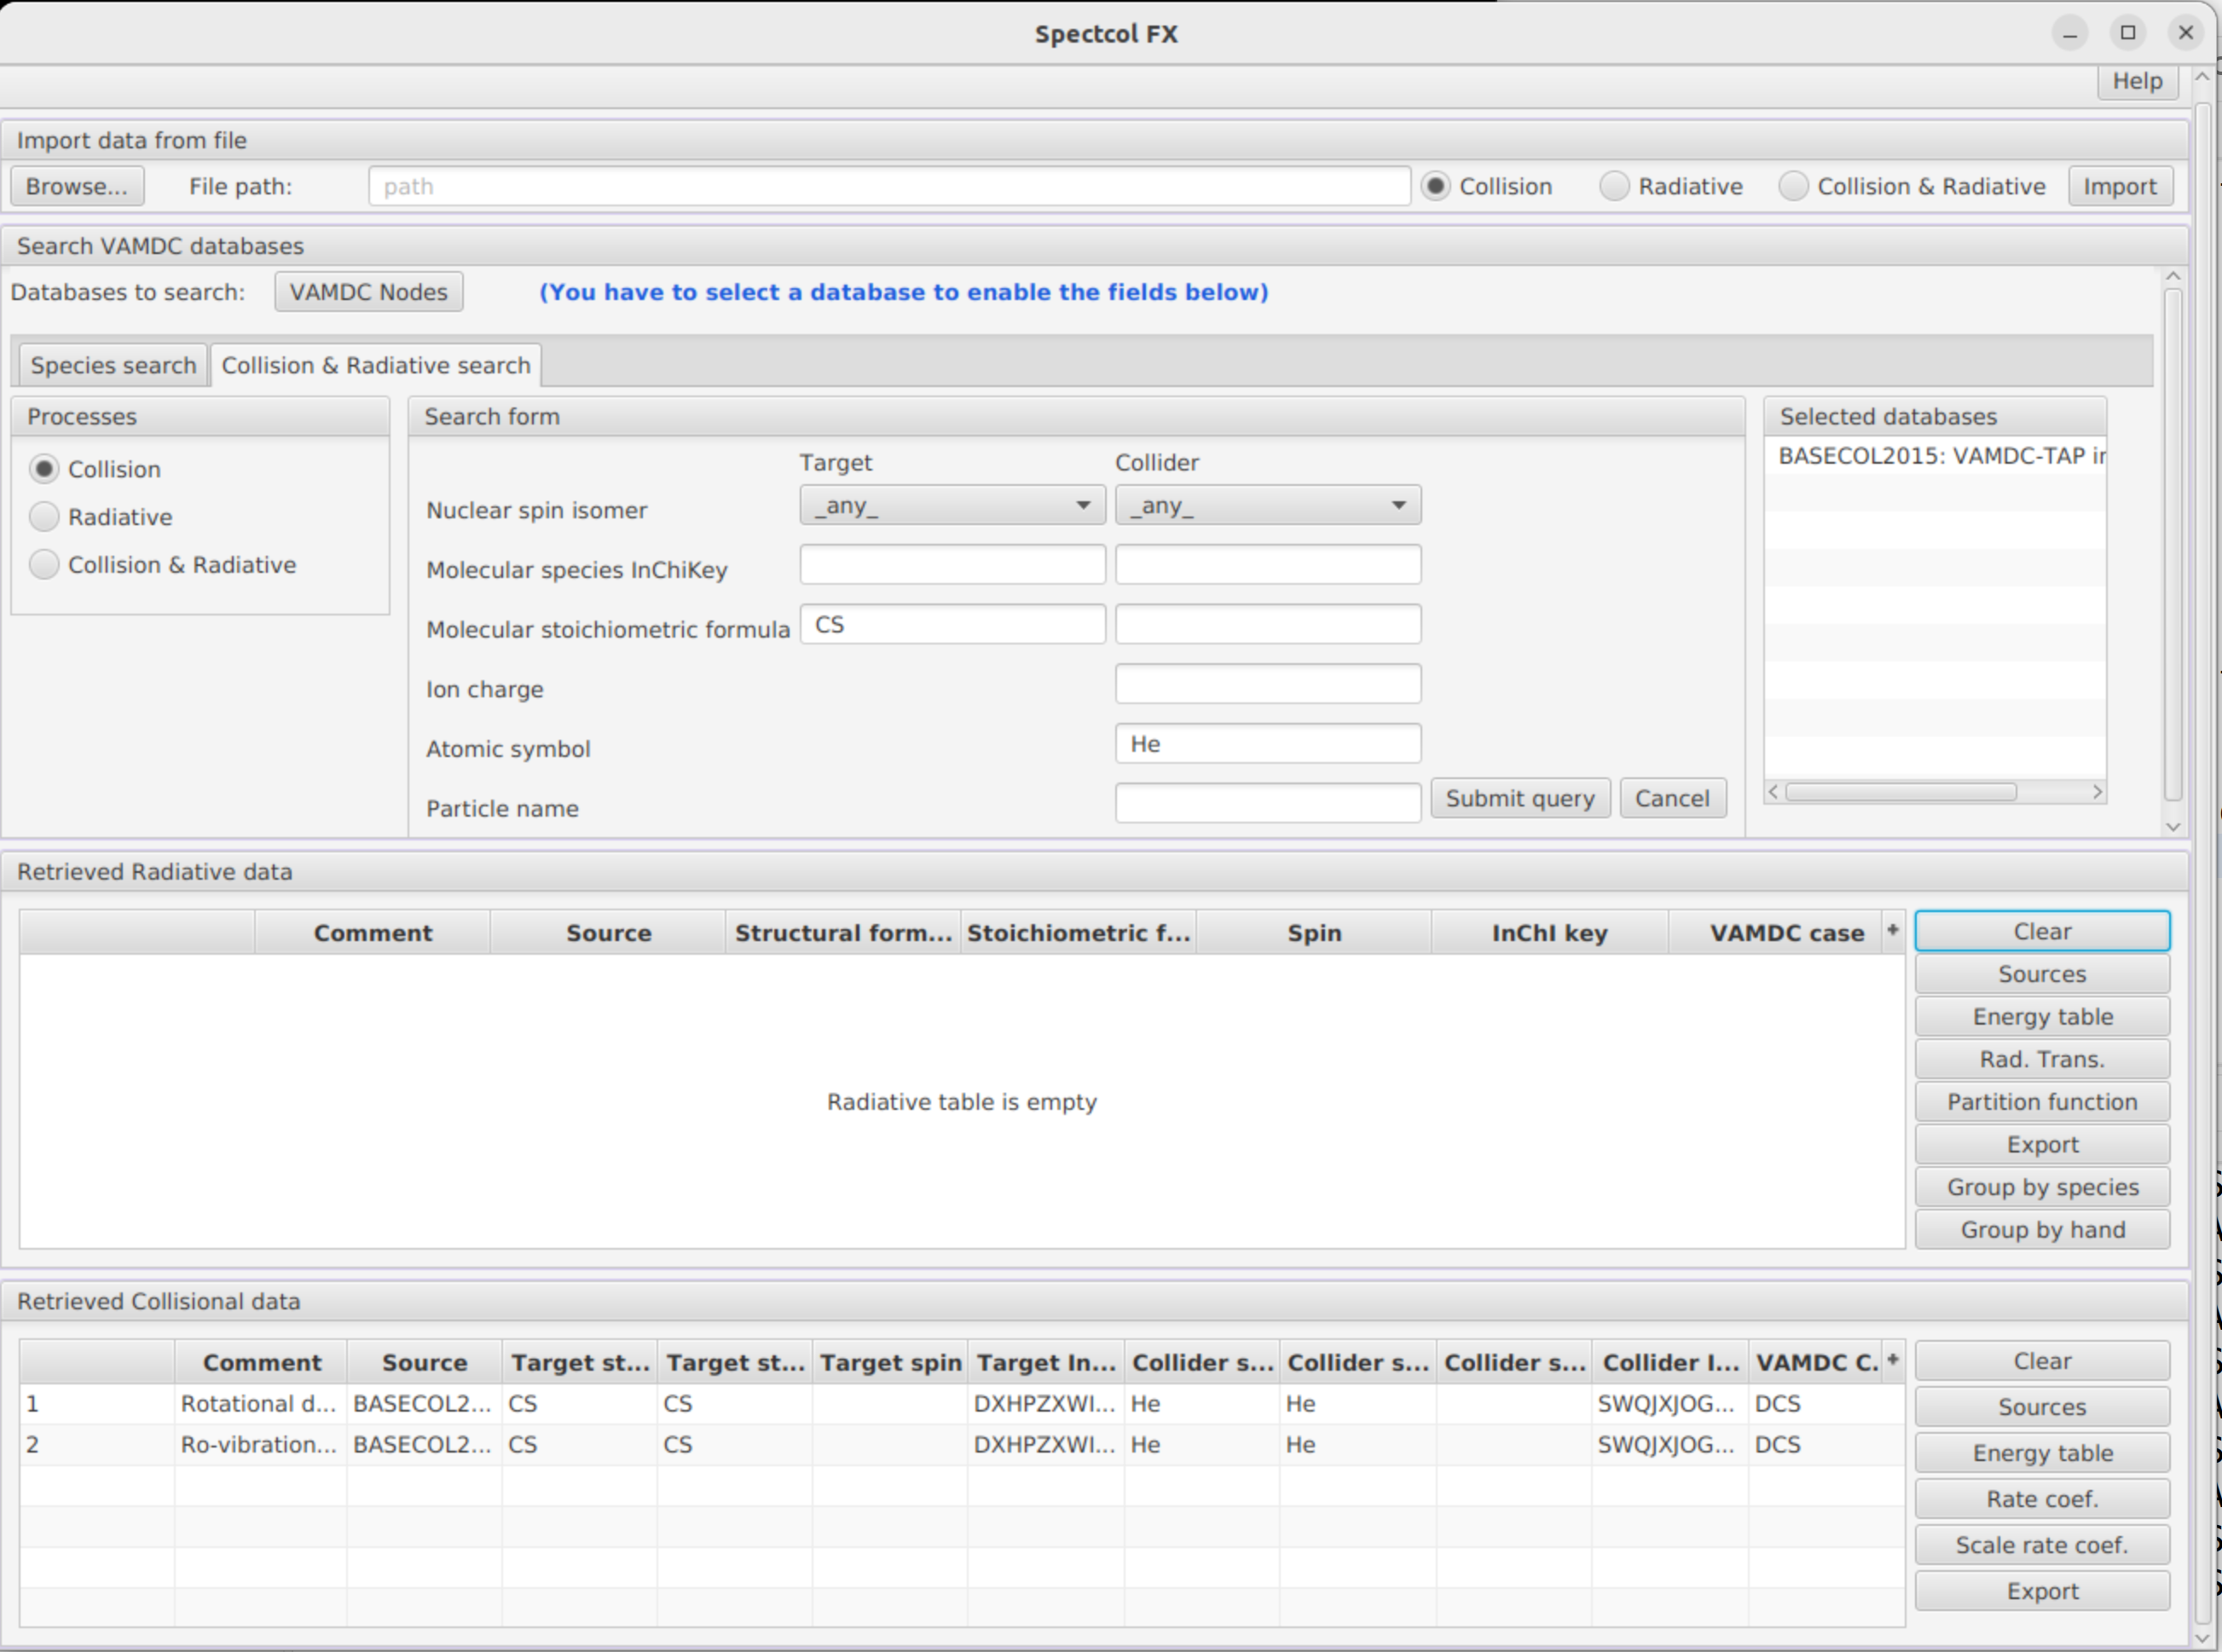 Spectcol FX
Help
Import data from file
Browse... File path: path Collision Radiative Collision & Radiative Import
Search VAMDC databases
Databases to search: VAMDC Nodes (You have to select a database to enable the fields below)
Species search Collision & Radiative search
Processes
Collision
Radiative
Collision & Radiative
Search form
Target Collider
Nuclear spin isomer _any_ _any_
Molecular species InChiKey
Molecular stoichiometric formula CS
Ion charge
Atomic symbol He
Particle name Submit query Cancel
Selected databases
BASECOL2015: VAMDC-TAP in
Retrieved Radiative data
Comment Source Structural form... Stoichiometric f... Spin InChI key VAMDC case +
Radiative table is empty
Clear
Sources
Energy table
Rad. Trans.
Partition function
Export
Group by species
Group by hand
Retrieved Collisional data
Comment Source Target st... Target st... Target spin Target In... Collider s... Collider s... Collider s... Collider I... VAMDC C. +
1 Rotational d... BASECOL2... CS CS DXHPZXWI... He He SWQJXJOG... DCS
2 Ro-vibration... BASECOL2... CS CS DXHPZXWI... He He SWQJXJOG... DCS
Clear
Sources
Energy table
Rate coef.
Scale rate coef.
Export